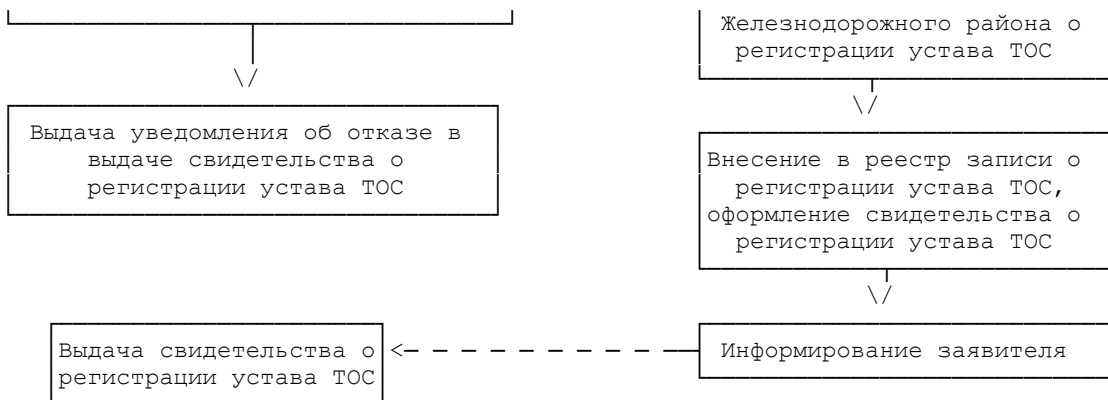 Железнодорожного района о
регистрации устава ТОС
Выдача уведомления об отказе в
выдаче свидетельства о
регистрации устава ТОС
Внесение в реестр записи о
регистрации устава ТОС,
оформление свидетельства о
регистрации устава ТОС
Информирование заявителя
Выдача свидетельства о
регистрации устава ТОС